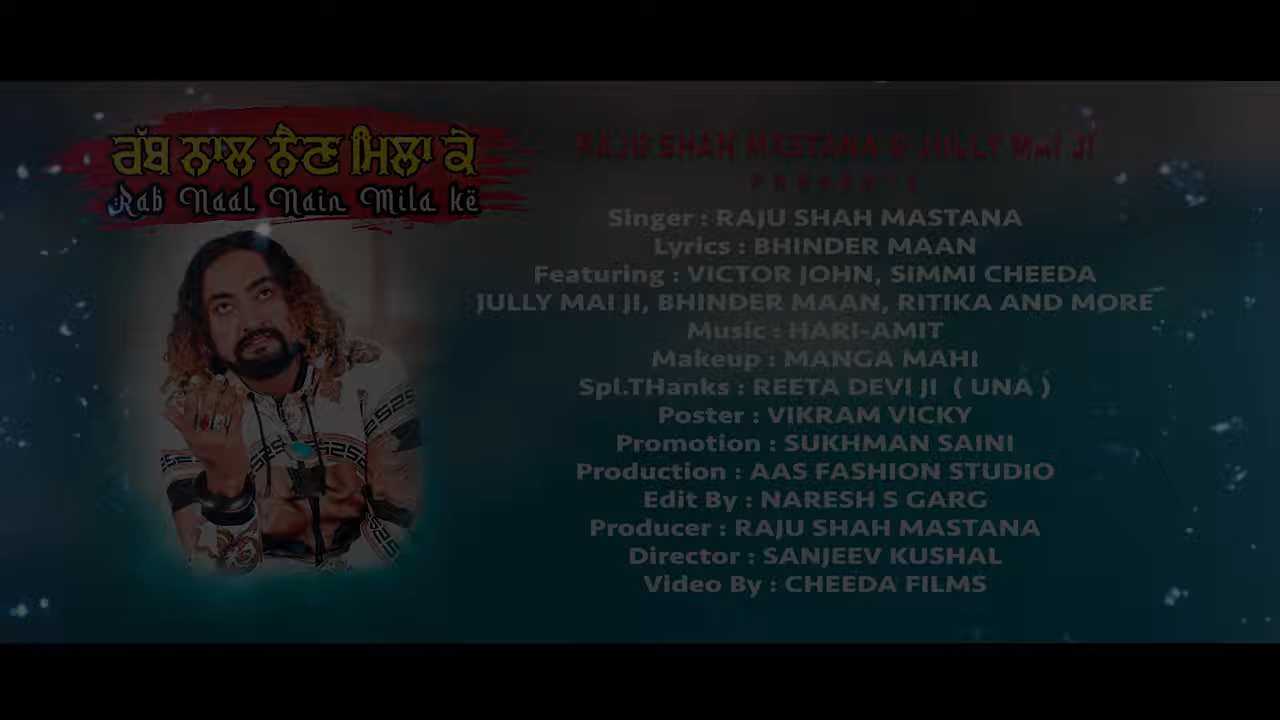 ਰੱਬ ਨਾਲ ਨੈਣ ਮਿਲਾ ਕੇ
Rab Naal Nain Mila ke
RAJU SHAH MASTANA & JULLY MAI JI
PRESENTS
Singer : RAJU SHAH MASTANA
Lyrics : BHINDER MAAN
Featuring : VICTOR JOHN, SIMMI CHEEDA
JULLY MAI JI, BHINDER MAAN, RITIKA AND MORE
Music : HARI-AMIT
Makeup : MANGA MAHI
Spl.THanks : REETA DEVI JI ( UNA )
Poster : VIKRAM VICKY
Promotion : SUKHMAN SAINI
Production : AAS FASHION STUDIO
Edit By : NARESH S GARG
Producer : RAJU SHAH MASTANA
Director : SANJEEV KUSHAL
Video By : CHEEDA FILMS